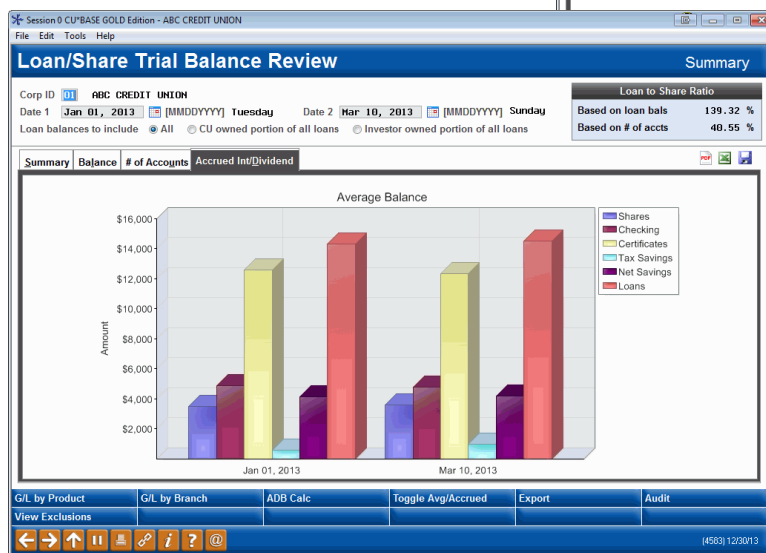 Session 0 CU*BASE GOLD Edition - ABC CREDIT UNION
File Edit Tools Help
Loan/Share Trial Balance Review Summary
Corp ID 01 ABC CREDIT UNION
Loan to Share Ratio
Date 1 Jan 01, 2013 [MMDDYYYY] Tuesday Date 2 Mar 10, 2013 [MMDDYYYY] Sunday
Based on loan bals 139.32 %
Loan balances to include All CU owned portion of all loans Investor owned portion of all loans
Based on # of accts 40.55 %
Summary Balance # of Accounts Accrued Int/Dividend
PDF
Average Balance
$16,000
$14,000
$12,000
$10,000
$8,000
$6,000
$4,000
$2,000
Amount
Jan 01, 2013 Mar 10, 2013
Shares
Checking
Certificates
Tax Savings
Net Savings
Loans
G/L by Product G/L by Branch ADB Calc Toggle Avg/Accrued Export Audit
View Exclusions
i ? @
(4583) 12/30/13